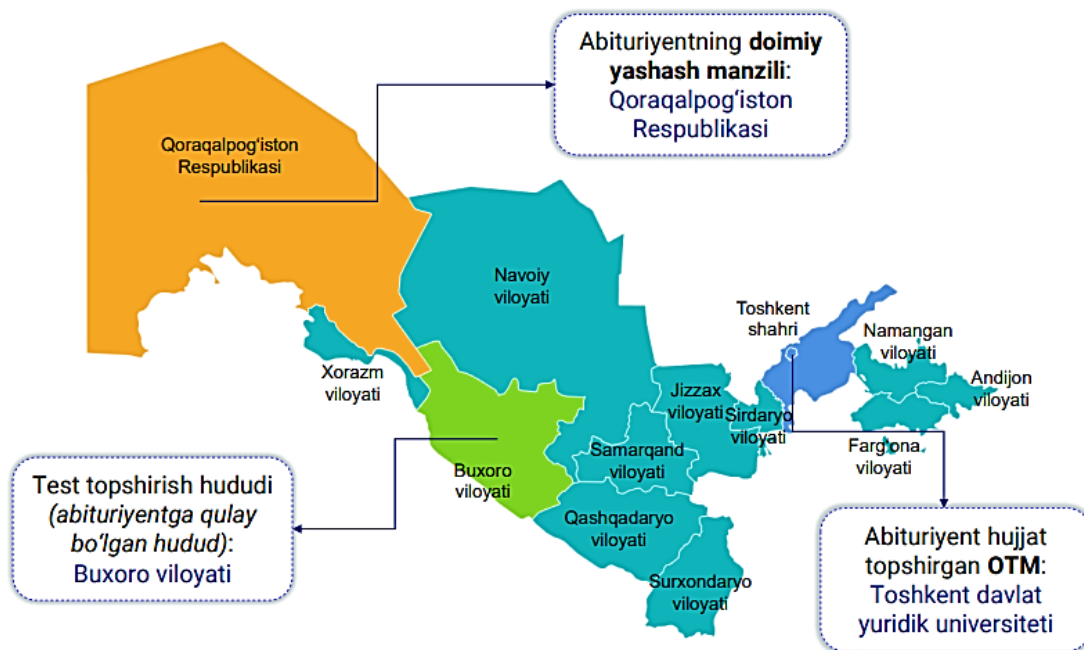 Abituriyentning doimiy
yashash manzili:
Qoraqalpog‘iston
Respublikasi
Qoraqalpog‘iston
Respublikasi
Navoiy
viloyati
Toshkent
shahri
Namangan
viloyati
Xorazm
viloyati
Jizzax
viloyati
Andijon
viloyati
Sirdaryo
viloyati
Farg‘ona
viloyati
Samarqand
viloyati
Buxoro
viloyati
Test topshirish hududi
(abituriyentga qulay
bo‘lgan hudud):
Buxoro viloyati
Qashqadaryo
viloyati
Surxondaryo
viloyati
Abituriyent hujjat
topshirgan OTM:
Toshkent davlat
yuridik universiteti